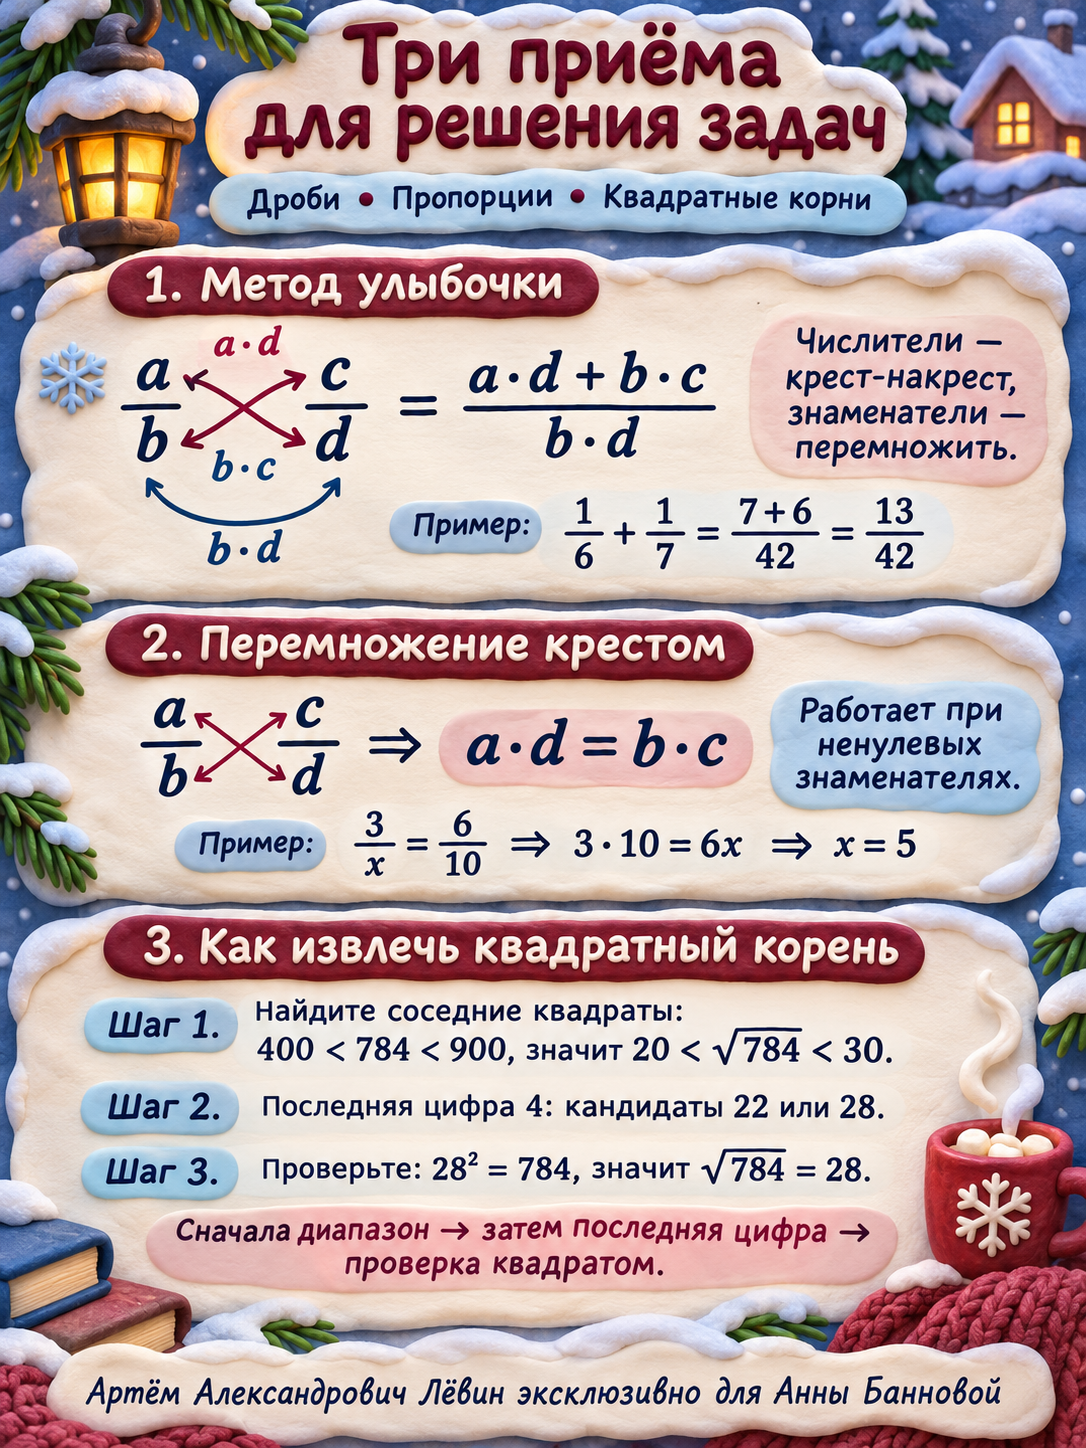 Три приёма
для решения задач
Дроби • Пропорции • Квадратные корни
1. Метод улыбочки
a·d
a/b c/d = (a·d + b·c)/(b·d)
b·c
b·d
Числители —
крест-накрест,
знаменатели —
перемножить.
Пример: 1/6 + 1/7 = (7+6)/42 = 13/42
2. Перемножение крестом
a/b c/d ⇒ a·d = b·c
Работает при
ненулевых
знаменателях.
Пример: 3/x = 6/10 ⇒ 3·10 = 6x ⇒ x = 5
3. Как извлечь квадратный корень
Шаг 1. Найдите соседние квадраты:
400 < 784 < 900, значит 20 < √784 < 30.
Шаг 2. Последняя цифра 4: кандидаты 22 или 28.
Шаг 3. Проверьте: 28² = 784, значит √784 = 28.
Сначала диапазон → затем последняя цифра →
проверка квадратом.
Артём Александрович Лёвин эксклюзивно для Анны Банновой